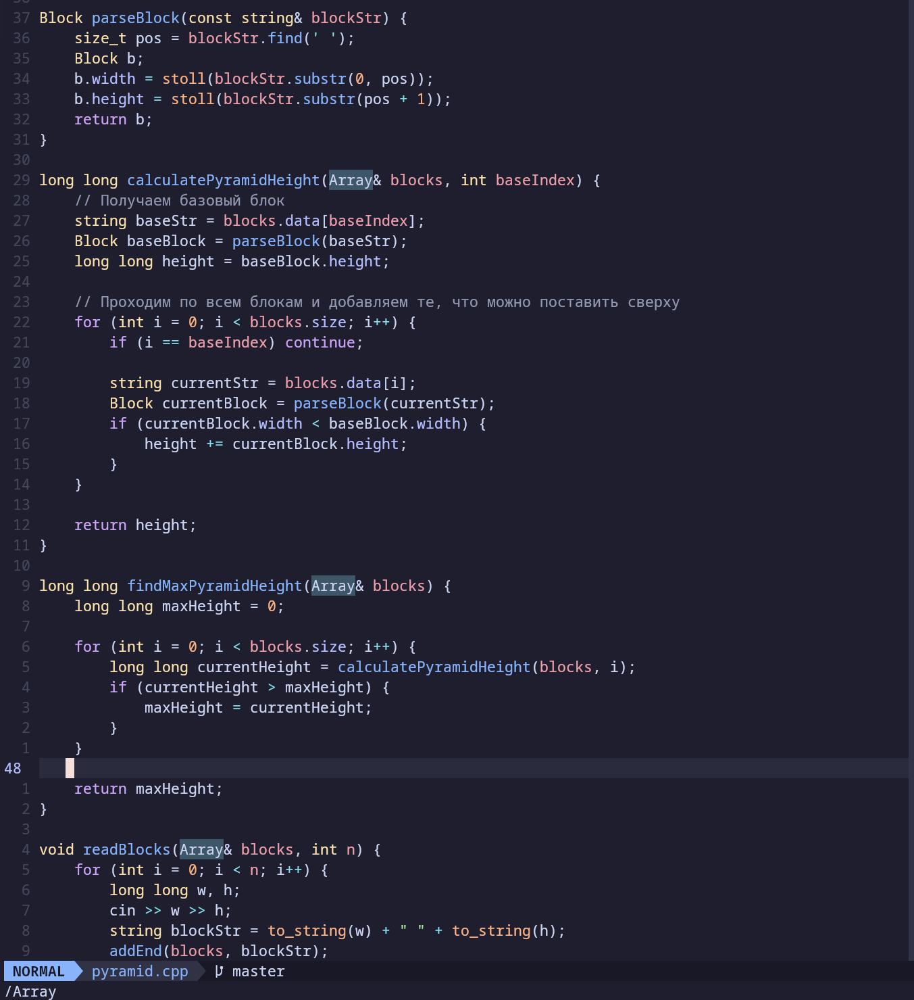 37 Block parseBlock(const string& blockStr) {
36     size_t pos = blockStr.find(' ');
35     Block b;
34     b.width = stoll(blockStr.substr(0, pos));
33     b.height = stoll(blockStr.substr(pos + 1));
32     return b;
31 }
30
29 long long calculatePyramidHeight(Array& blocks, int baseIndex) {
28     // Получаем базовый блок
27     string baseStr = blocks.data[baseIndex];
26     Block baseBlock = parseBlock(baseStr);
25     long long height = baseBlock.height;
24
23     // Проходим по всем блокам и добавляем те, что можно поставить сверху
22     for (int i = 0; i < blocks.size; i++) {
21         if (i == baseIndex) continue;
20
19         string currentStr = blocks.data[i];
18         Block currentBlock = parseBlock(currentStr);
17         if (currentBlock.width < baseBlock.width) {
16             height += currentBlock.height;
15         }
14     }
13
12     return height;
11 }
10
9 long long findMaxPyramidHeight(Array& blocks) {
8     long long maxHeight = 0;
7
6     for (int i = 0; i < blocks.size; i++) {
5         long long currentHeight = calculatePyramidHeight(blocks, i);
4         if (currentHeight > maxHeight) {
3             maxHeight = currentHeight;
2         }
1     }
48
1     return maxHeight;
2 }
3
4 void readBlocks(Array& blocks, int n) {
5     for (int i = 0; i < n; i++) {
6         long long w, h;
7         cin >> w >> h;
8         string blockStr = to_string(w) + " " + to_string(h);
9         addEnd(blocks, blockStr);
NORMAL pyramid.cpp master
/Array